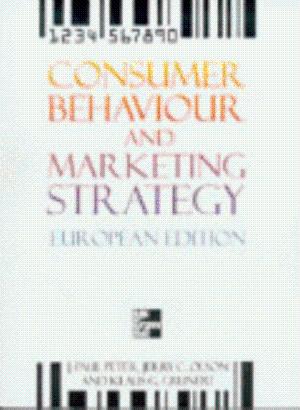 1234 567890
CONSUMER
BEHAVIOUR
AND
MARKETING
STRATEGY
EUROPEAN EDITION
J. PAUL PETER, JERRY C. OLSON
AND KLAUS G. GRUNERT